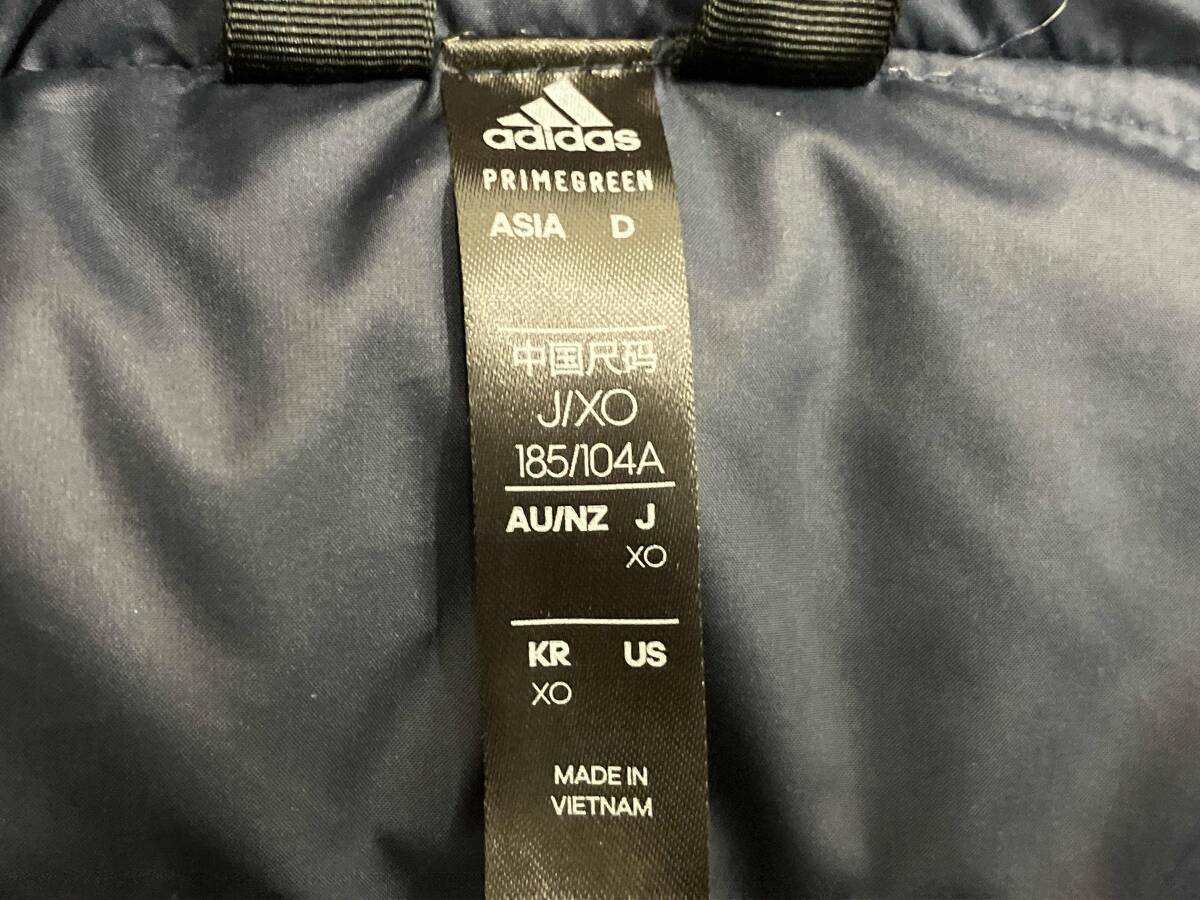 adidas
PRIMEGREEN
ASIA D
中国尺码
J/XO
185/104A
AU/NZ J
XO
KR US
XO
MADE IN
VIETNAM